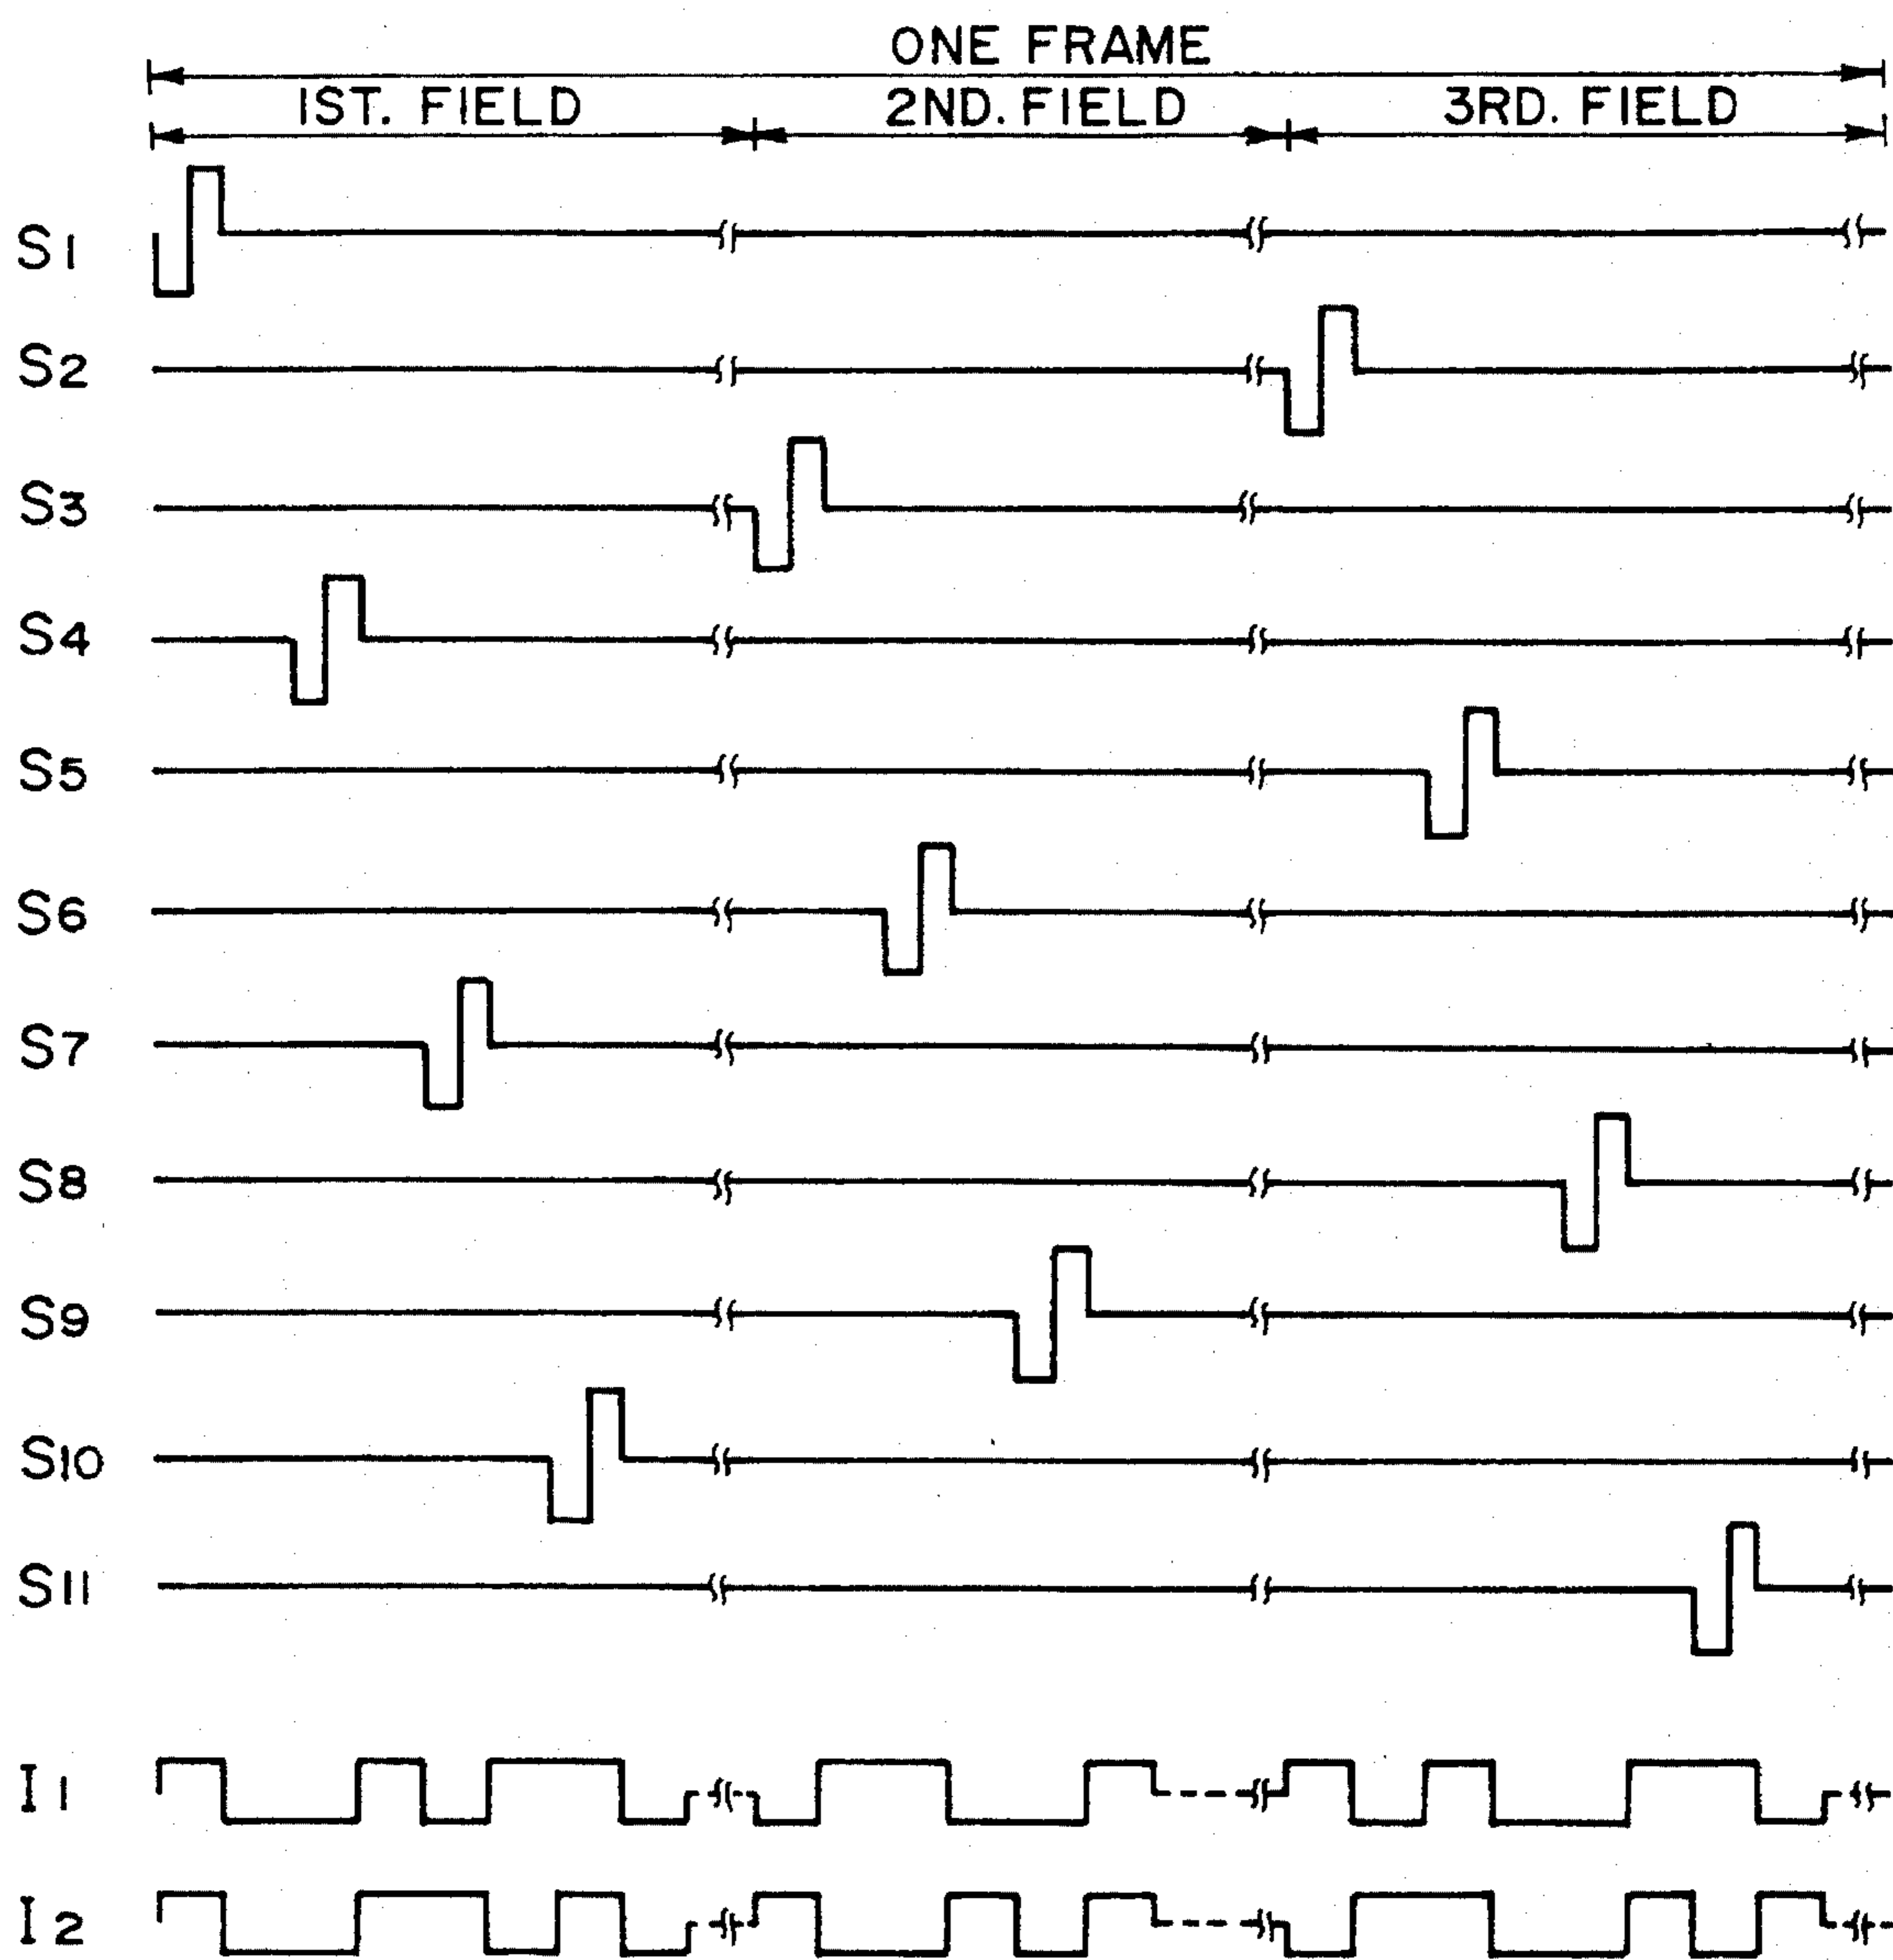 ONE FRAME
1ST. FIELD 2ND. FIELD 3RD. FIELD
S1
S2
S3
S4
S5
S6
S7
S8
S9
S10
S11
I1
I2